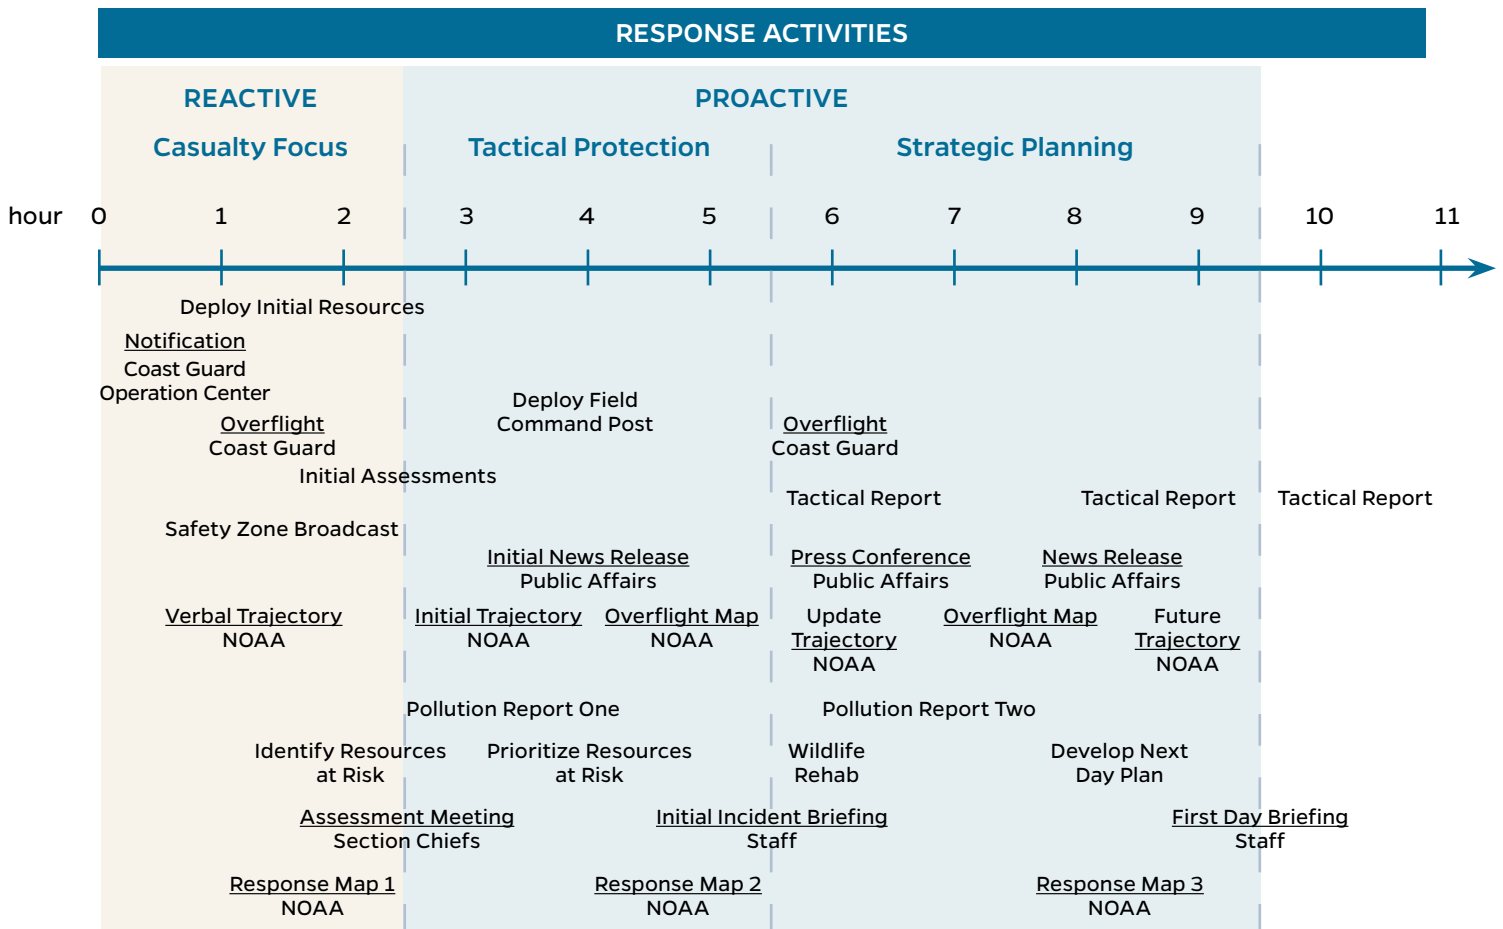 RESPONSE ACTIVITIES
REACTIVE
PROACTIVE
Casualty Focus
Tactical Protection
Strategic Planning
hour 0 1 2 3 4 5 6 7 8 9 10 11
Deploy Initial Resources
Notification
Coast Guard
Operation Center
Deploy Field
Command Post
Overflight
Coast Guard
Overflight
Coast Guard
Initial Assessments
Tactical Report
Tactical Report
Tactical Report
Safety Zone Broadcast
Initial News Release
Public Affairs
Press Conference
Public Affairs
News Release
Public Affairs
Verbal Trajectory
NOAA
Initial Trajectory
NOAA
Overflight Map
NOAA
Update
Trajectory
NOAA
Overflight Map
NOAA
Future
Trajectory
NOAA
Pollution Report One
Pollution Report Two
Identify Resources
at Risk
Prioritize Resources
at Risk
Wildlife
Rehab
Develop Next
Day Plan
Assessment Meeting
Section Chiefs
Initial Incident Briefing
Staff
First Day Briefing
Staff
Response Map 1
NOAA
Response Map 2
NOAA
Response Map 3
NOAA